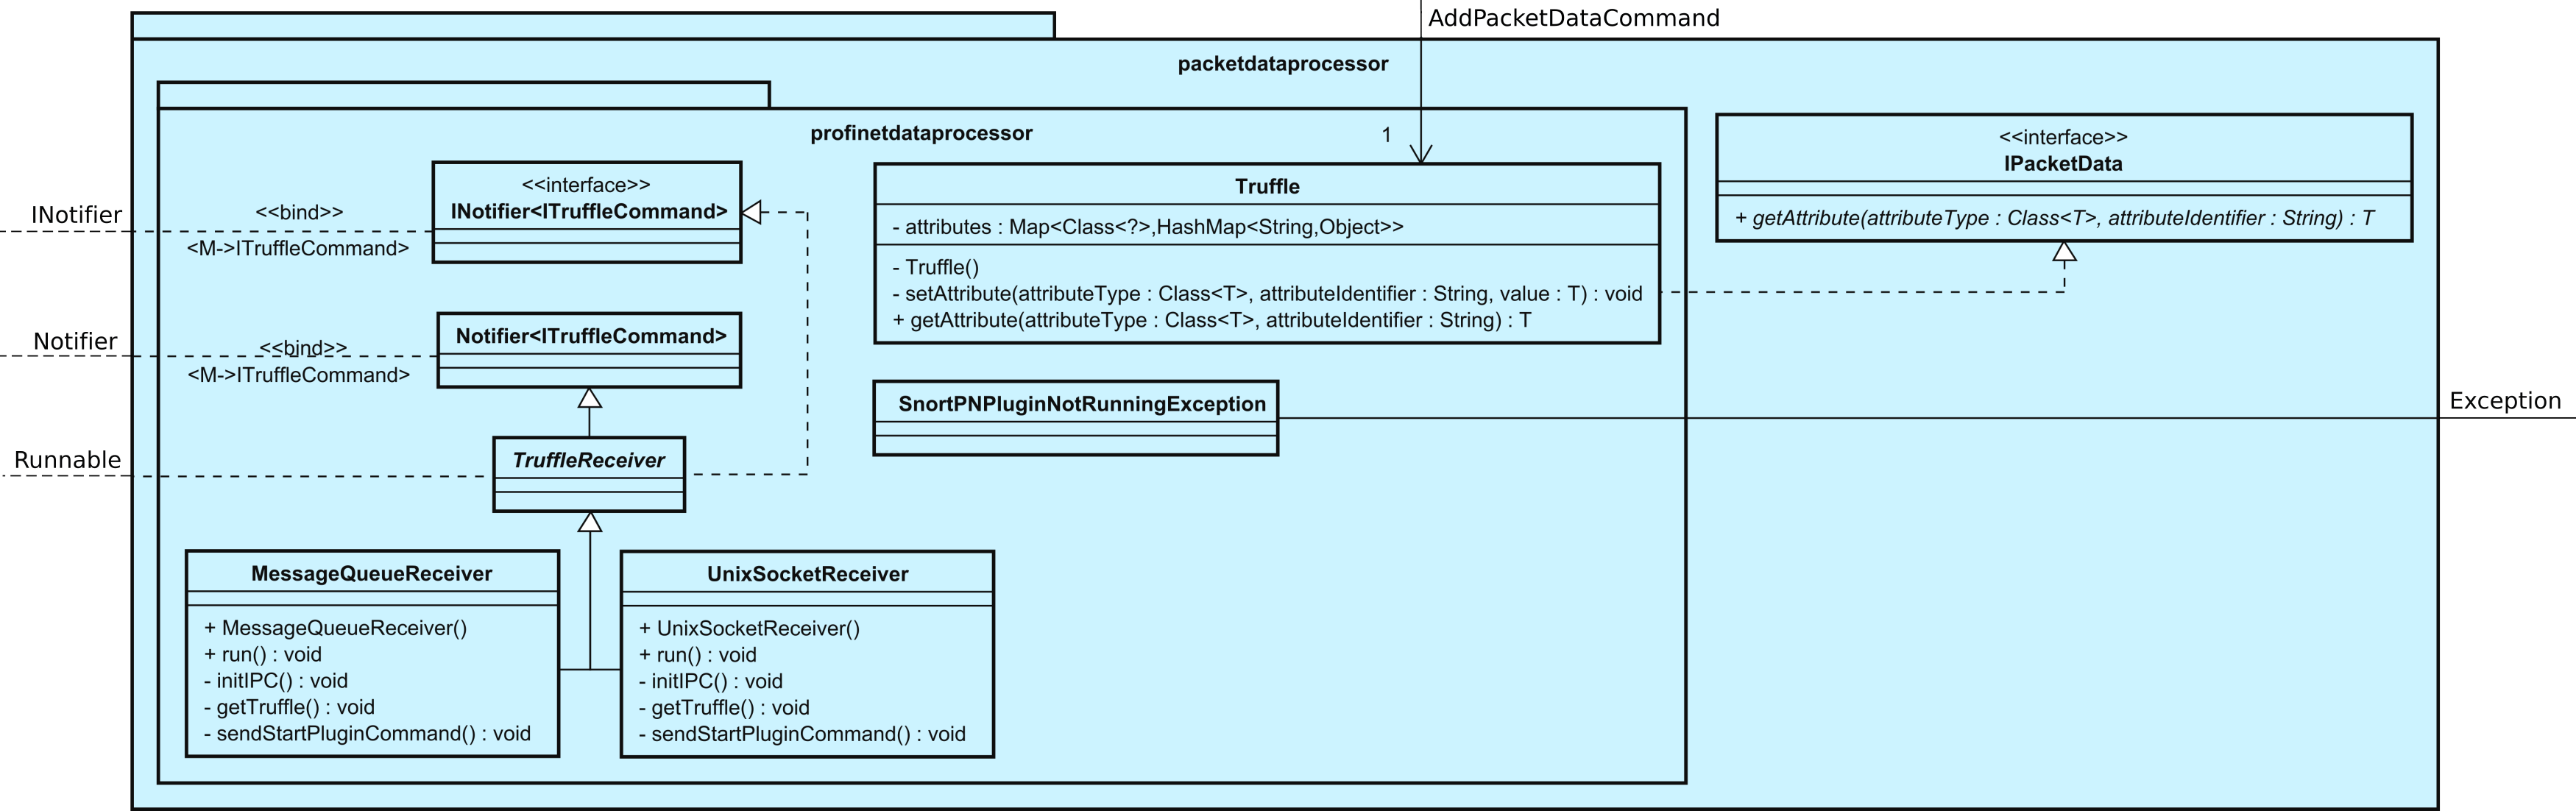 AddPacketDataCommand
packetdataprocessor
profinetdataprocessor
1
<<interface>>
IPacketData
+ getAttribute(attributeType : Class<T>, attributeIdentifier : String) : T
INotifier
<<bind>>
<M->ITruffleCommand>
<<interface>>
INotifier<ITruffleCommand>
Truffle
- attributes : Map<Class<?>,HashMap<String,Object>>
- Truffle()
- setAttribute(attributeType : Class<T>, attributeIdentifier : String, value : T) : void
+ getAttribute(attributeType : Class<T>, attributeIdentifier : String) : T
Notifier
<<bind>>
<M->ITruffleCommand>
Notifier<ITruffleCommand>
SnortPNPluginNotRunningException
Exception
Runnable
TruffleReceiver
MessageQueueReceiver
+ MessageQueueReceiver()
+ run() : void
- initIPC() : void
- getTruffle() : void
- sendStartPluginCommand() : void
UnixSocketReceiver
+ UnixSocketReceiver()
+ run() : void
- initIPC() : void
- getTruffle() : void
- sendStartPluginCommand() : void